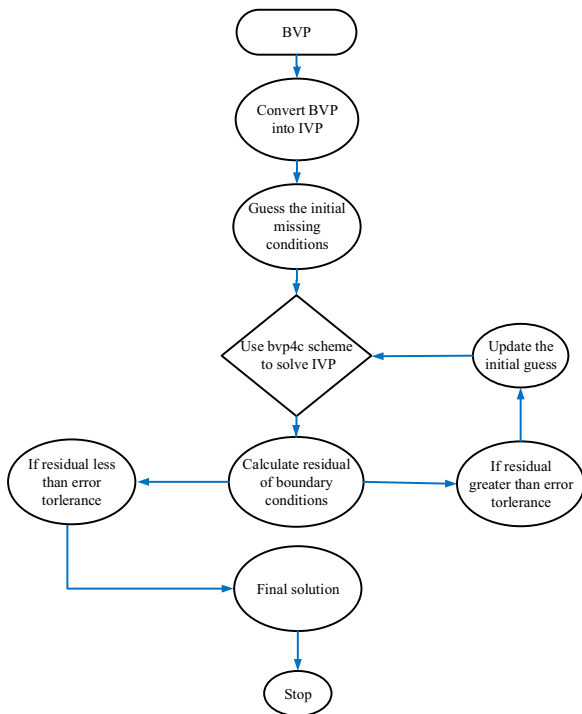 BVP
Convert BVP
into IVP
Guess the initial
missing
conditions
Use bvp4c scheme
to solve IVP
Update the
initial guess
If residual less
than error
torlerance
Calculate residual
of boundary
conditions
If residual
greater than error
torlerance
Final solution
Stop